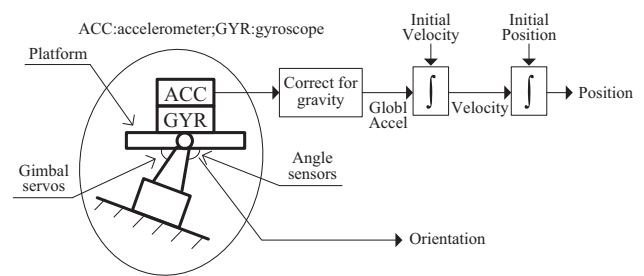 ACC:accelerometer;GYR:gyroscope
Platform
ACC
GYR
Gimbal
servos
Angle
sensors
Correct for
gravity
Globl
Accel
Initial
Velocity
∫
Velocity
Initial
Position
∫
Position
Orientation